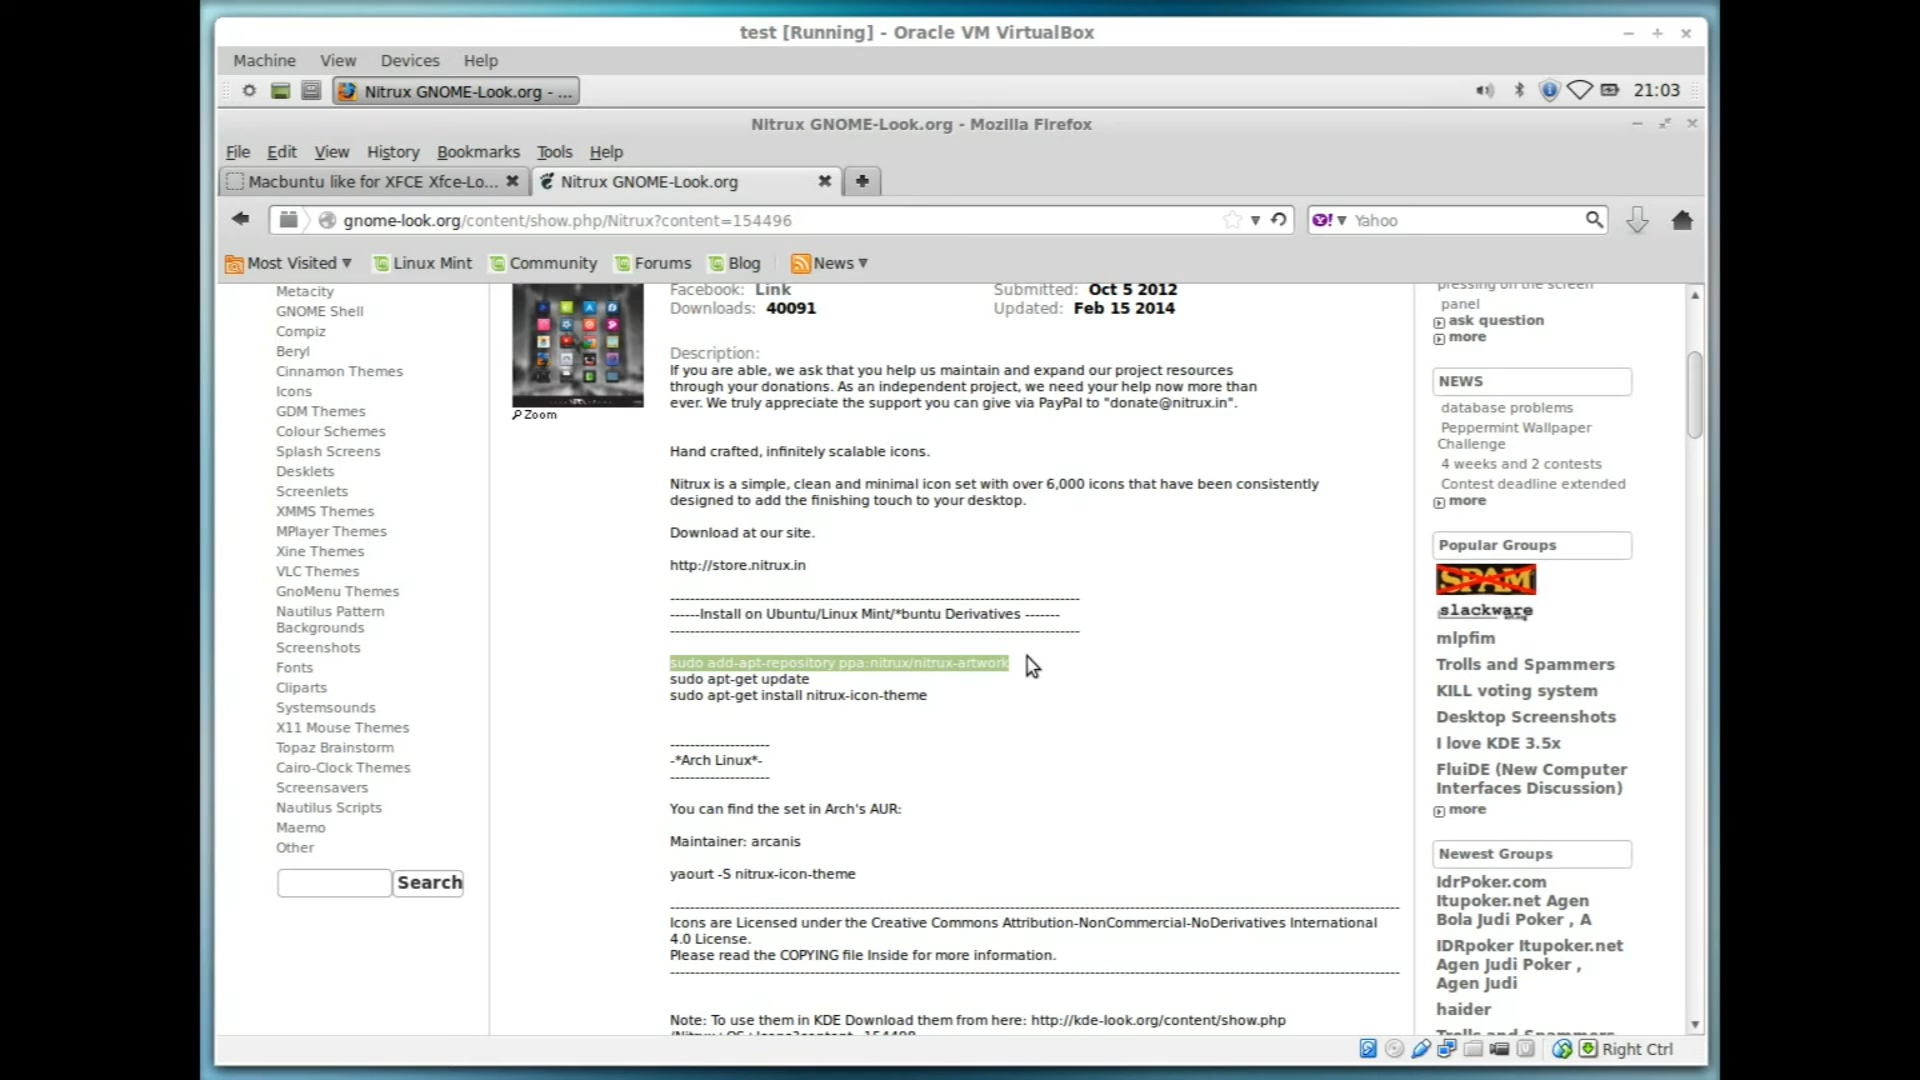 test [Running] - Oracle VM VirtualBox
Machine View Devices Help
Nitrux GNOME-Look.org - ...
21:03
Nitrux GNOME-Look.org - Mozilla Firefox
File Edit View History Bookmarks Tools Help
Macbuntu like for XFCE Xfce-Lo...
Nitrux GNOME-Look.org
gnome-look.org/content/show.php/Nitrux?content=154496
Yahoo
Most Visited Linux Mint Community Forums Blog News
Metacity
GNOME Shell
Compiz
Beryl
Cinnamon Themes
Icons
GDM Themes
Colour Schemes
Splash Screens
Desklets
Screenlets
XMMS Themes
MPlayer Themes
Xine Themes
VLC Themes
GnoMenu Themes
Nautilus Pattern
Backgrounds
Screenshots
Fonts
Cliparts
Systemsounds
X11 Mouse Themes
Topaz Brainstorm
Cairo-Clock Themes
Screensavers
Nautilus Scripts
Maemo
Other
Search
Zoom
Facebook: Link
Submitted: Oct 5 2012
Downloads: 40091
Updated: Feb 15 2014
Description:
If you are able, we ask that you help us maintain and expand our project resources
through your donations. As an independent project, we need your help now more than
ever. We truly appreciate the support you can give via PayPal to "donate@nitrux.in".
Hand crafted, infinitely scalable icons.
Nitrux is a simple, clean and minimal icon set with over 6,000 icons that have been consistently
designed to add the finishing touch to your desktop.
Download at our site.
http://store.nitrux.in
----------------------------------------------------------------------------------
------Install on Ubuntu/Linux Mint/*buntu Derivatives -------
----------------------------------------------------------------------------------
sudo add-apt-repository ppa:nitrux/nitrux-artwork
sudo apt-get update
sudo apt-get install nitrux-icon-theme
--------------------
-*Arch Linux*-
--------------------
You can find the set in Arch's AUR:
Maintainer: arcanis
yaourt -S nitrux-icon-theme
Icons are Licensed under the Creative Commons Attribution-NonCommercial-NoDerivatives International
4.0 License.
Please read the COPYING file Inside for more information.
Note: To use them in KDE Download them from here: http://kde-look.org/content/show.php
pressing on the screen
panel
ask question
more
NEWS
database problems
Peppermint Wallpaper
Challenge
4 weeks and 2 contests
Contest deadline extended
more
Popular Groups
SPAM
slackware
mlpfim
Trolls and Spammers
KILL voting system
Desktop Screenshots
I love KDE 3.5x
FluiDE (New Computer
Interfaces Discussion)
more
Newest Groups
IdrPoker.com
Itupoker.net Agen
Bola Judi Poker , A
IDRpoker Itupoker.net
Agen Judi Poker ,
Agen Judi
haider
Trolls and Spammers
Right Ctrl